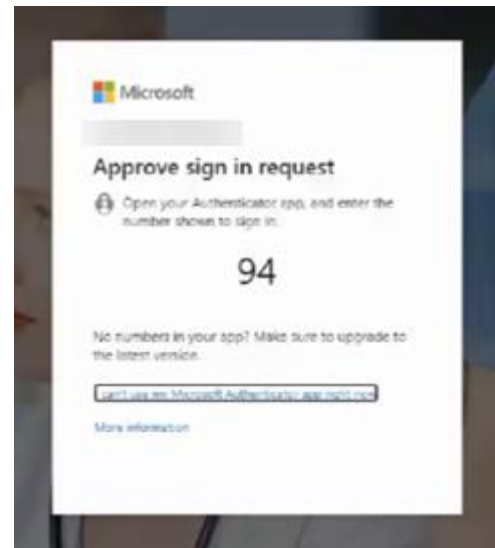 Microsoft
Approve sign in request
Open your Authenticator app, and enter the
number shown to sign in.
94
No numbers in your app? Make sure to upgrade to
the latest version.
I can't use my Microsoft Authenticator app right now
More information